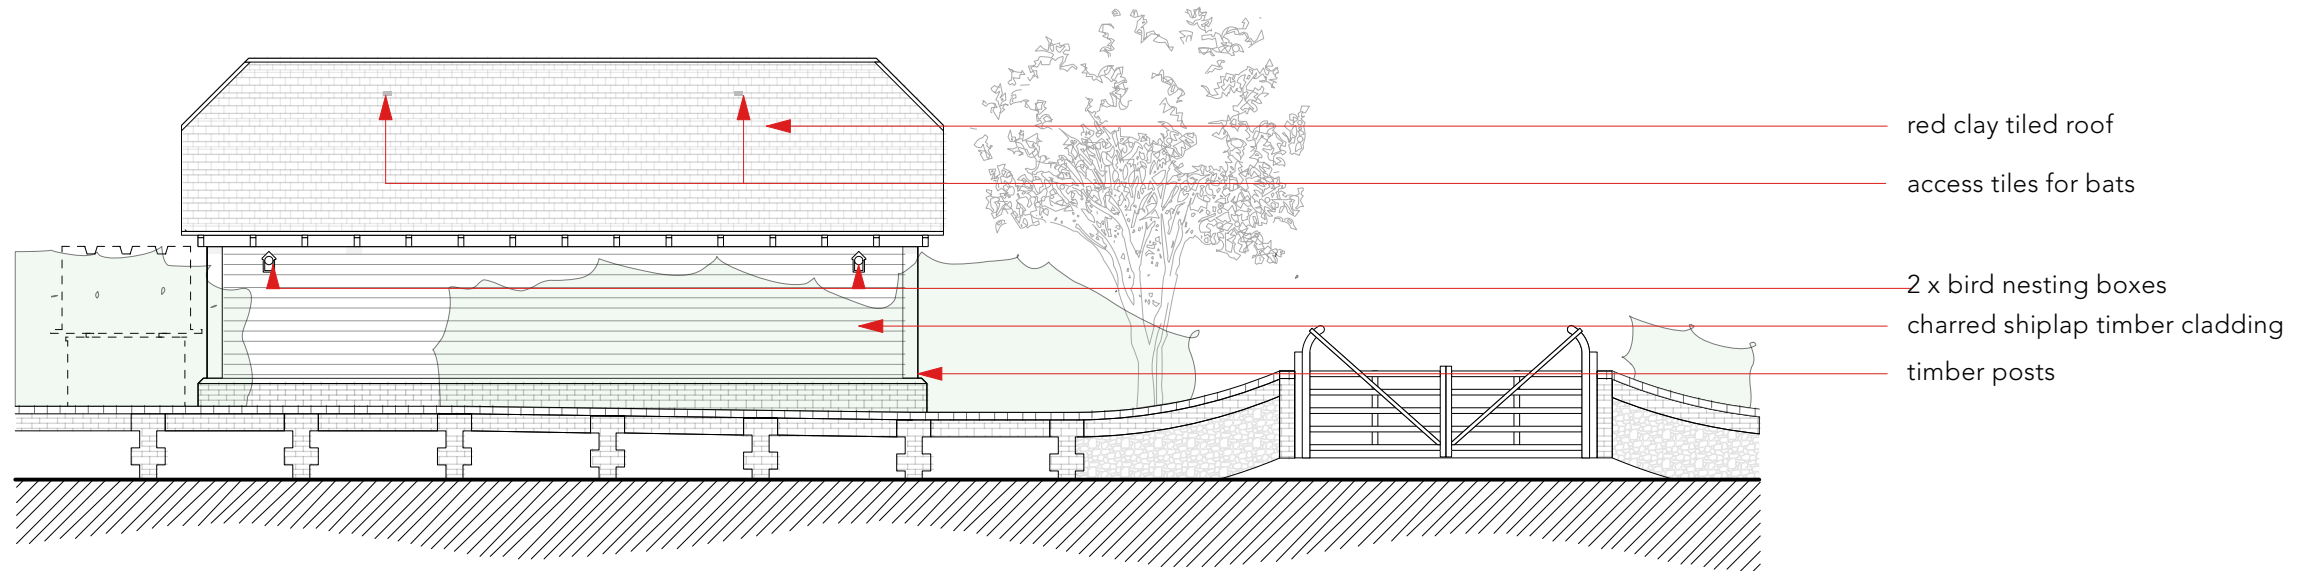 red clay tiled roof
access tiles for bats
2 x bird nesting boxes
charred shiplap timber cladding
timber posts